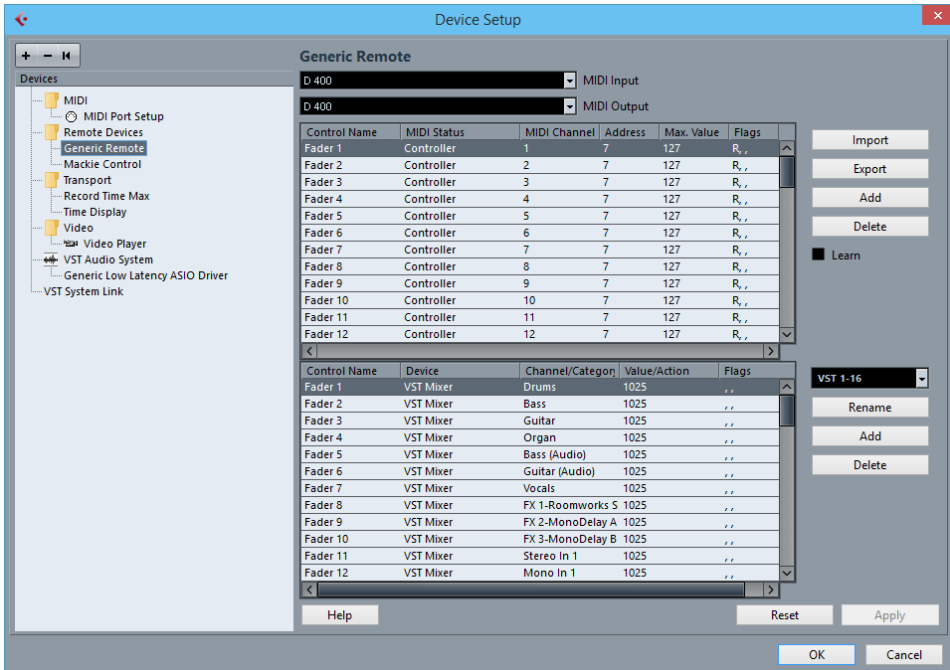 Device Setup
+ −
Devices
MIDI
MIDI Port Setup
Remote Devices
Generic Remote
Mackie Control
Transport
Record Time Max
Time Display
Video
Video Player
VST Audio System
Generic Low Latency ASIO Driver
VST System Link
Generic Remote
D 400 MIDI Input
D 400 MIDI Output
Control Name MIDI Status MIDI Channel Address Max. Value Flags
Fader 1 Controller 1 7 127 R, ,
Fader 2 Controller 2 7 127 R, ,
Fader 3 Controller 3 7 127 R, ,
Fader 4 Controller 4 7 127 R, ,
Fader 5 Controller 5 7 127 R, ,
Fader 6 Controller 6 7 127 R, ,
Fader 7 Controller 7 7 127 R, ,
Fader 8 Controller 8 7 127 R, ,
Fader 9 Controller 9 7 127 R, ,
Fader 10 Controller 10 7 127 R, ,
Fader 11 Controller 11 7 127 R, ,
Fader 12 Controller 12 7 127 R, ,
Import
Export
Add
Delete
Learn
Control Name Device Channel/Categor Value/Action Flags
Fader 1 VST Mixer Drums 1025 , ,
Fader 2 VST Mixer Bass 1025 , ,
Fader 3 VST Mixer Guitar 1025 , ,
Fader 4 VST Mixer Organ 1025 , ,
Fader 5 VST Mixer Bass (Audio) 1025 , ,
Fader 6 VST Mixer Guitar (Audio) 1025 , ,
Fader 7 VST Mixer Vocals 1025 , ,
Fader 8 VST Mixer FX 1-Roomworks S 1025 , ,
Fader 9 VST Mixer FX 2-MonoDelay A 1025 , ,
Fader 10 VST Mixer FX 3-MonoDelay B 1025 , ,
Fader 11 VST Mixer Stereo In 1 1025 , ,
Fader 12 VST Mixer Mono In 1 1025 , ,
VST 1-16
Rename
Add
Delete
Help
Reset
Apply
OK
Cancel